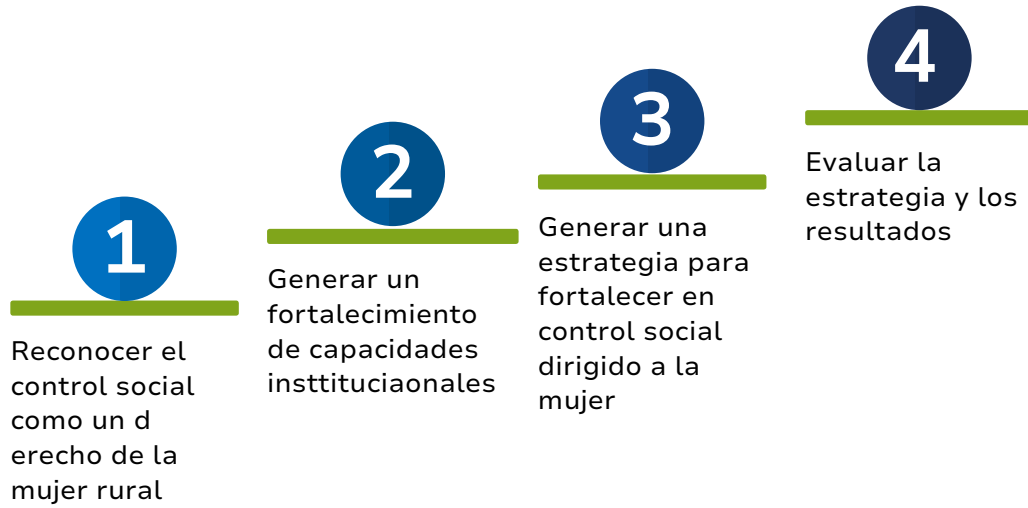 1
Reconocer el
control social
como un d
erecho de la
mujer rural
2
Generar un
fortalecimiento
de capacidades
insttituciaonales
3
Generar una
estrategia para
fortalecer en
control social
dirigido a la
mujer
4
Evaluar la
estrategia y los
resultados